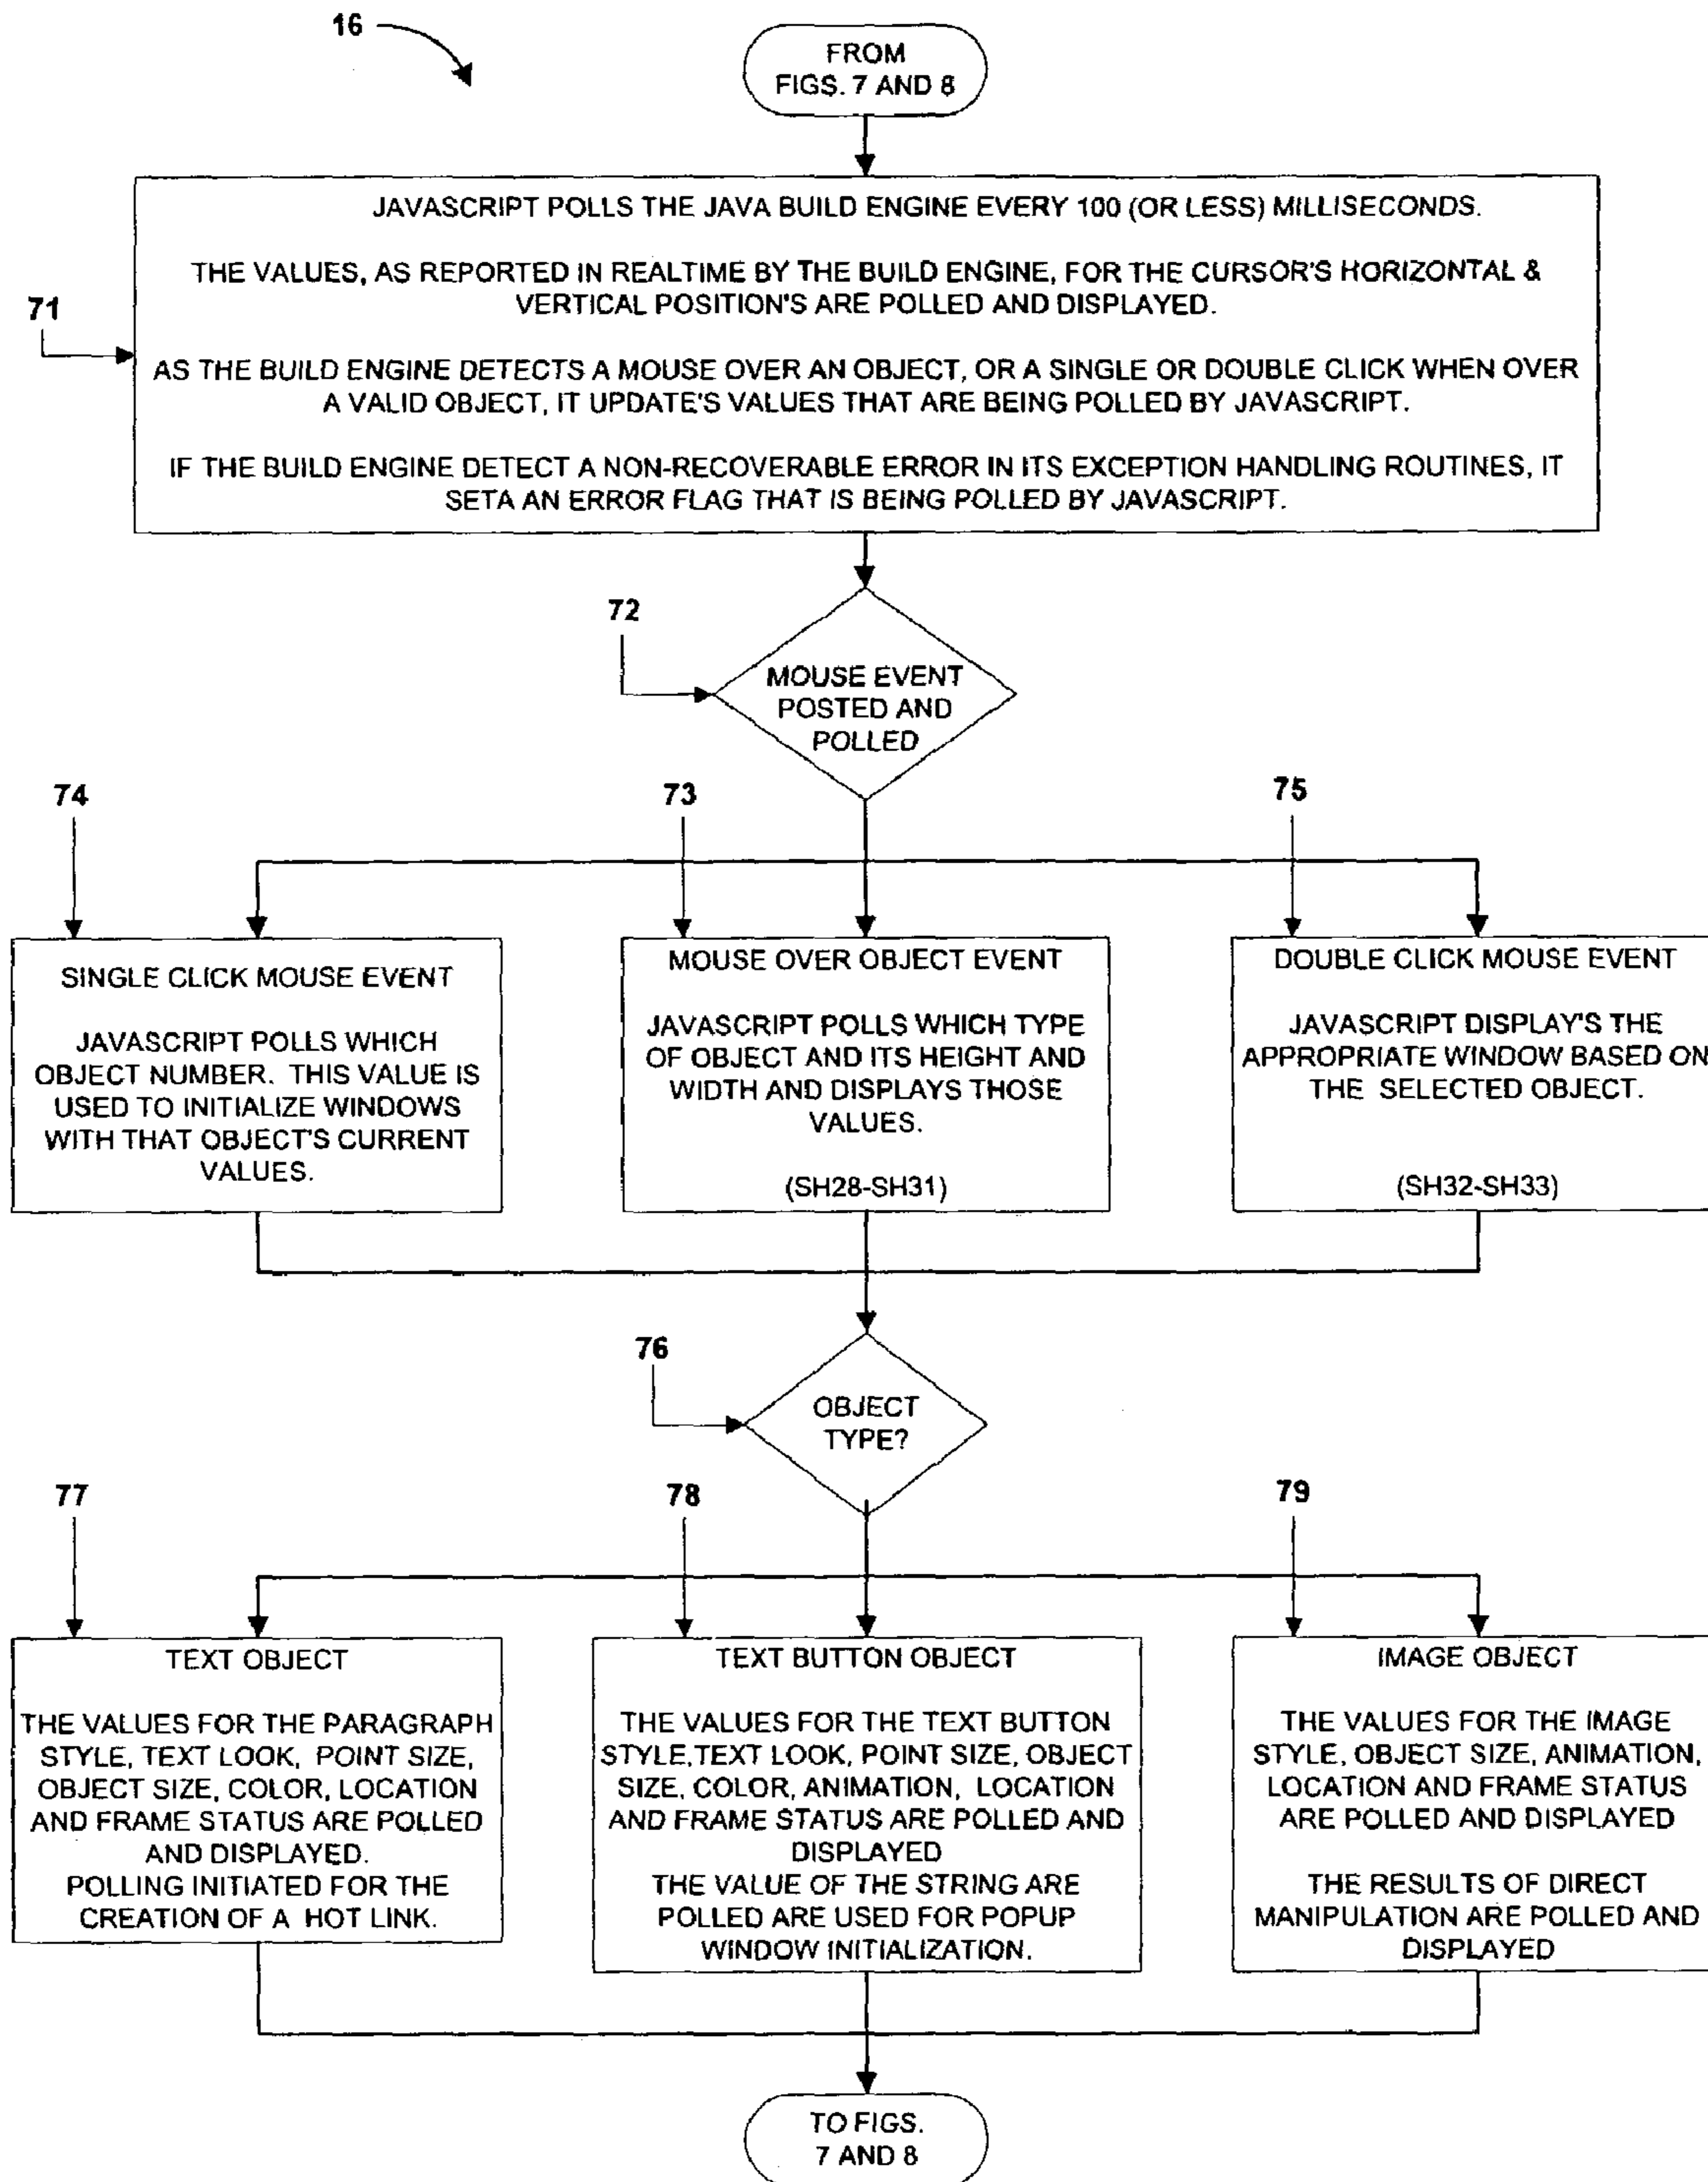 16
FROM
FIGS. 7 AND 8
JAVASCRIPT POLLS THE JAVA BUILD ENGINE EVERY 100 (OR LESS) MILLISECONDS.
THE VALUES, AS REPORTED IN REALTIME BY THE BUILD ENGINE, FOR THE CURSOR'S HORIZONTAL &
VERTICAL POSITION'S ARE POLLED AND DISPLAYED.
71
AS THE BUILD ENGINE DETECTS A MOUSE OVER AN OBJECT, OR A SINGLE OR DOUBLE CLICK WHEN OVER
A VALID OBJECT, IT UPDATE'S VALUES THAT ARE BEING POLLED BY JAVASCRIPT.
IF THE BUILD ENGINE DETECT A NON-RECOVERABLE ERROR IN ITS EXCEPTION HANDLING ROUTINES, IT
SETA AN ERROR FLAG THAT IS BEING POLLED BY JAVASCRIPT.
72
MOUSE EVENT
POSTED AND
POLLED
74
SINGLE CLICK MOUSE EVENT
JAVASCRIPT POLLS WHICH
OBJECT NUMBER. THIS VALUE IS
USED TO INITIALIZE WINDOWS
WITH THAT OBJECT'S CURRENT
VALUES.
73
MOUSE OVER OBJECT EVENT
JAVASCRIPT POLLS WHICH TYPE
OF OBJECT AND ITS HEIGHT AND
WIDTH AND DISPLAYS THOSE
VALUES.
(SH28-SH31)
75
DOUBLE CLICK MOUSE EVENT
JAVASCRIPT DISPLAY'S THE
APPROPRIATE WINDOW BASED ON
THE SELECTED OBJECT.
(SH32-SH33)
76
OBJECT
TYPE?
77
TEXT OBJECT
THE VALUES FOR THE PARAGRAPH
STYLE, TEXT LOOK, POINT SIZE,
OBJECT SIZE, COLOR, LOCATION
AND FRAME STATUS ARE POLLED
AND DISPLAYED.
POLLING INITIATED FOR THE
CREATION OF A HOT LINK.
78
TEXT BUTTON OBJECT
THE VALUES FOR THE TEXT BUTTON
STYLE,TEXT LOOK, POINT SIZE, OBJECT
SIZE, COLOR, ANIMATION, LOCATION
AND FRAME STATUS ARE POLLED AND
DISPLAYED
THE VALUE OF THE STRING ARE
POLLED ARE USED FOR POPUP
WINDOW INITIALIZATION.
79
IMAGE OBJECT
THE VALUES FOR THE IMAGE
STYLE, OBJECT SIZE, ANIMATION,
LOCATION AND FRAME STATUS
ARE POLLED AND DISPLAYED
THE RESULTS OF DIRECT
MANIPULATION ARE POLLED AND
DISPLAYED
TO FIGS.
7 AND 8